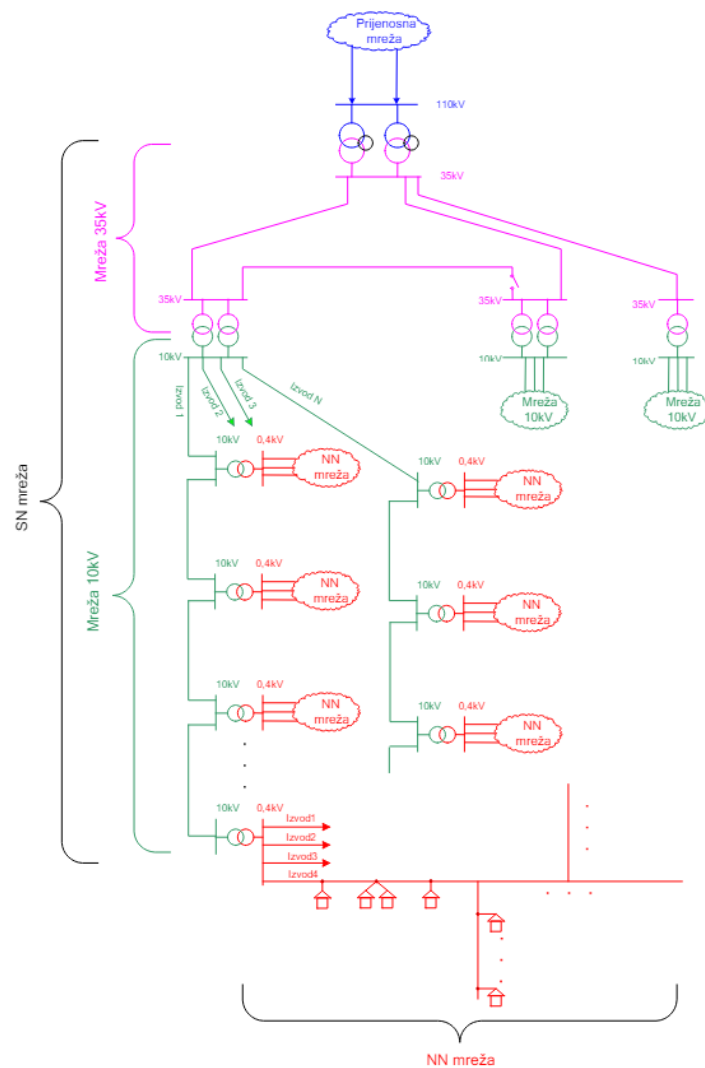 Prijenosna
mreža
110kV
35kV
Mreža 35kV
35kV
35kV
35kV
10kV
10kV
10kV
Izvod 1
Izvod 2
Izvod 3
Izvod N
Mreža
10kV
Mreža
10kV
SN mreža
Mreža 10kV
10kV
0,4kV
NN
mreža
10kV
0,4kV
NN
mreža
10kV
0,4kV
NN
mreža
10kV
0,4kV
NN
mreža
10kV
0,4kV
NN
mreža
10kV
0,4kV
NN
mreža
10kV
0,4kV
Izvod1
Izvod2
Izvod3
Izvod4
NN mreža